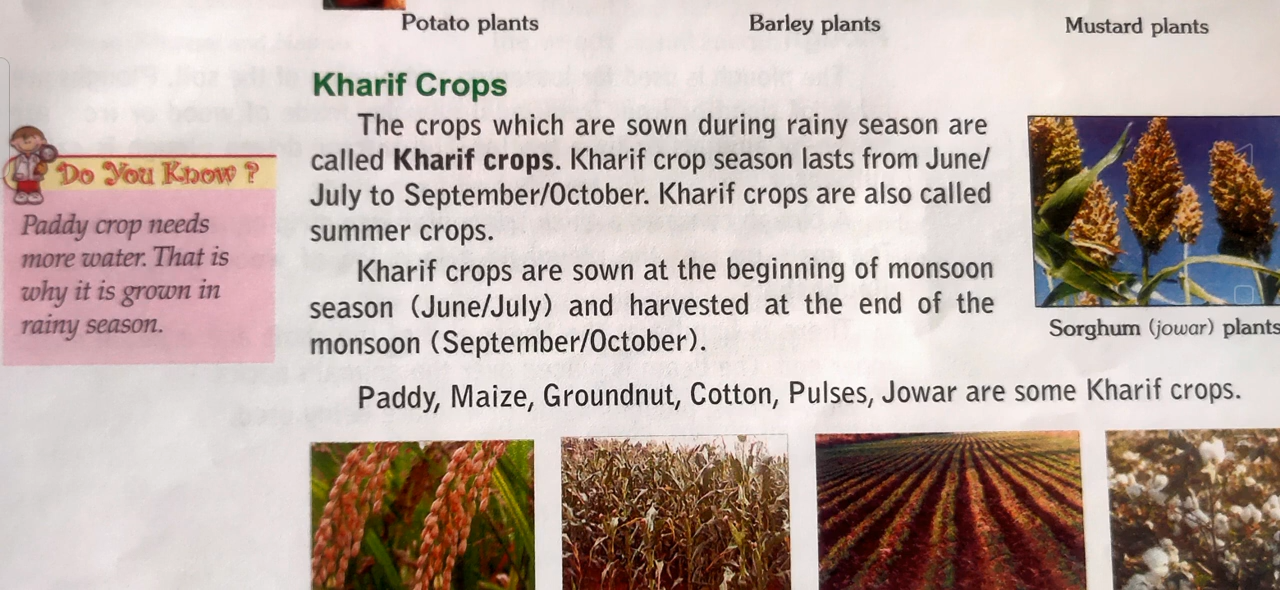 Potato plants
Barley plants
Mustard plants
Kharif Crops
The crops which are sown during rainy season are
called Kharif crops. Kharif crop season lasts from June/
July to September/October. Kharif crops are also called
summer crops.
Kharif crops are sown at the beginning of monsoon
season (June/July) and harvested at the end of the
monsoon (September/October).
Paddy, Maize, Groundnut, Cotton, Pulses, Jowar are some Kharif crops.
Do You Know ?
Paddy crop needs
more water. That is
why it is grown in
rainy season.
Sorghum (jowar) plants